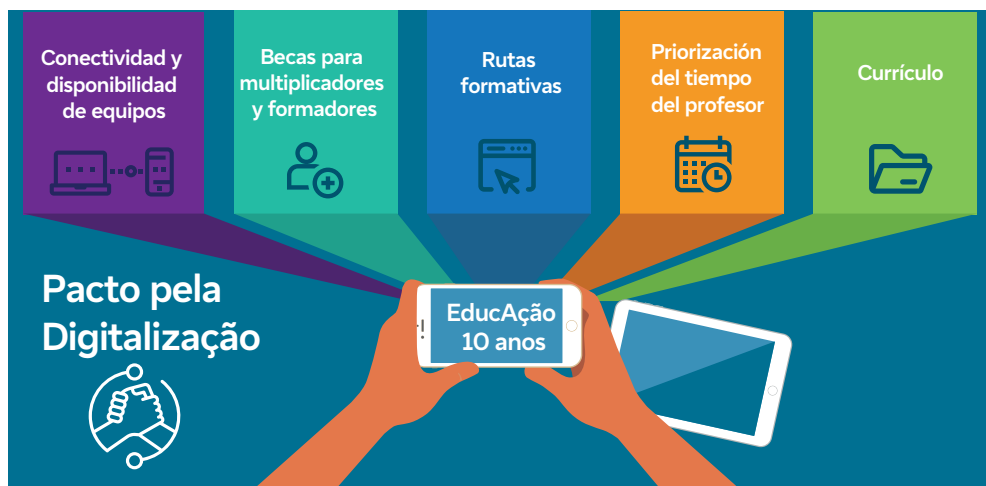 Conectividad y
disponibilidad
de equipos
Becas para
multiplicadores
y formadores
Rutas
formativas
Priorización
del tiempo
del profesor
Currículo
Pacto pela
Digitalização
EducAção
10 anos